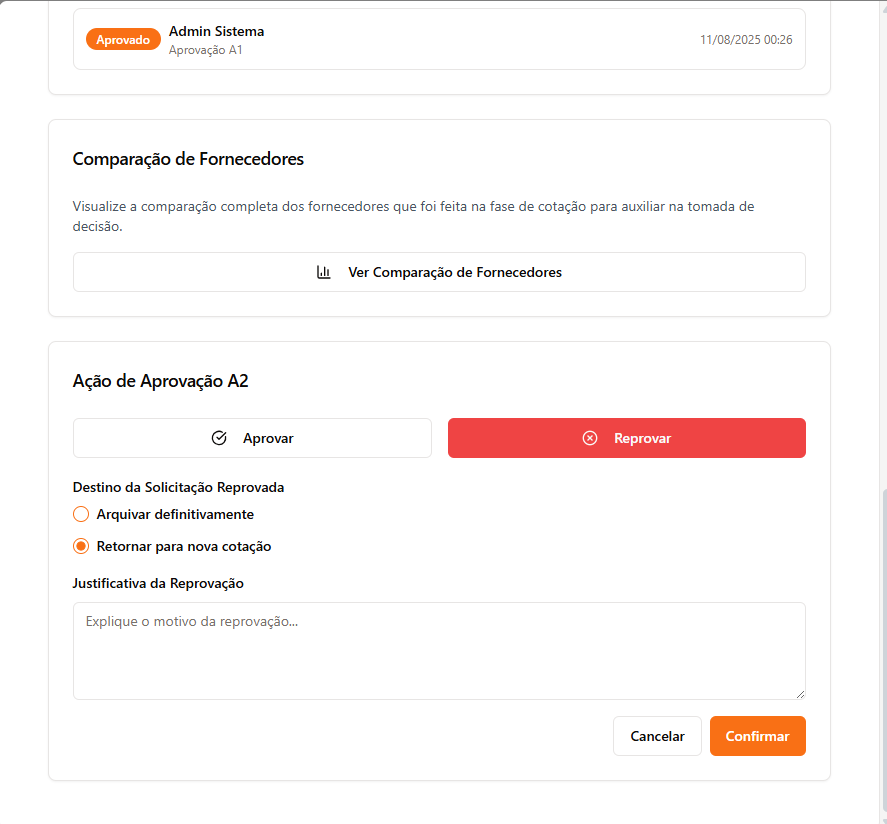 Aprovado
Admin Sistema
Aprovação A1
11/08/2025 00:26
Comparação de Fornecedores
Visualize a comparação completa dos fornecedores que foi feita na fase de cotação para auxiliar na tomada de
decisão.
Ver Comparação de Fornecedores
Ação de Aprovação A2
Aprovar
Reprovar
Destino da Solicitação Reprovada
Arquivar definitivamente
Retornar para nova cotação
Justificativa da Reprovação
Explique o motivo da reprovação...
Cancelar
Confirmar